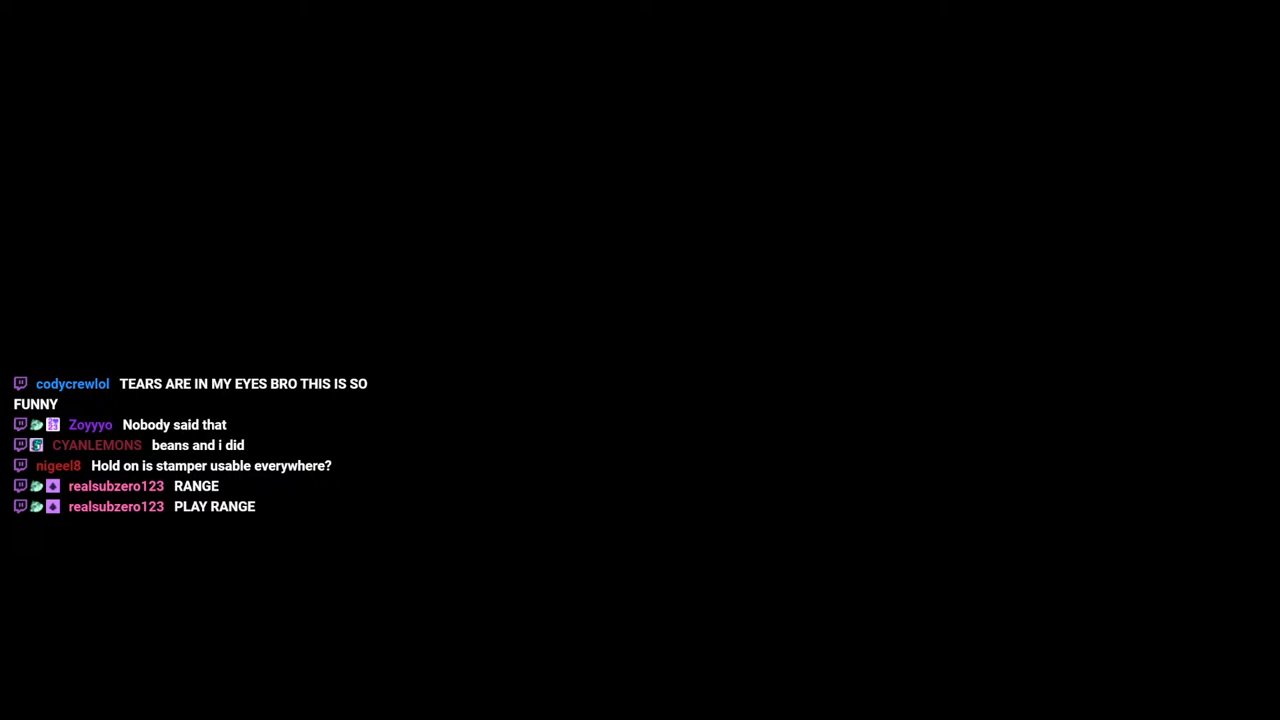 codycrewlol TEARS ARE IN MY EYES BRO THIS IS SO
FUNNY
Zoyyyo Nobody said that
CYANLEMONS beans and i did
nigeel8 Hold on is stamper usable everywhere?
realsubzero123 RANGE
realsubzero123 PLAY RANGE